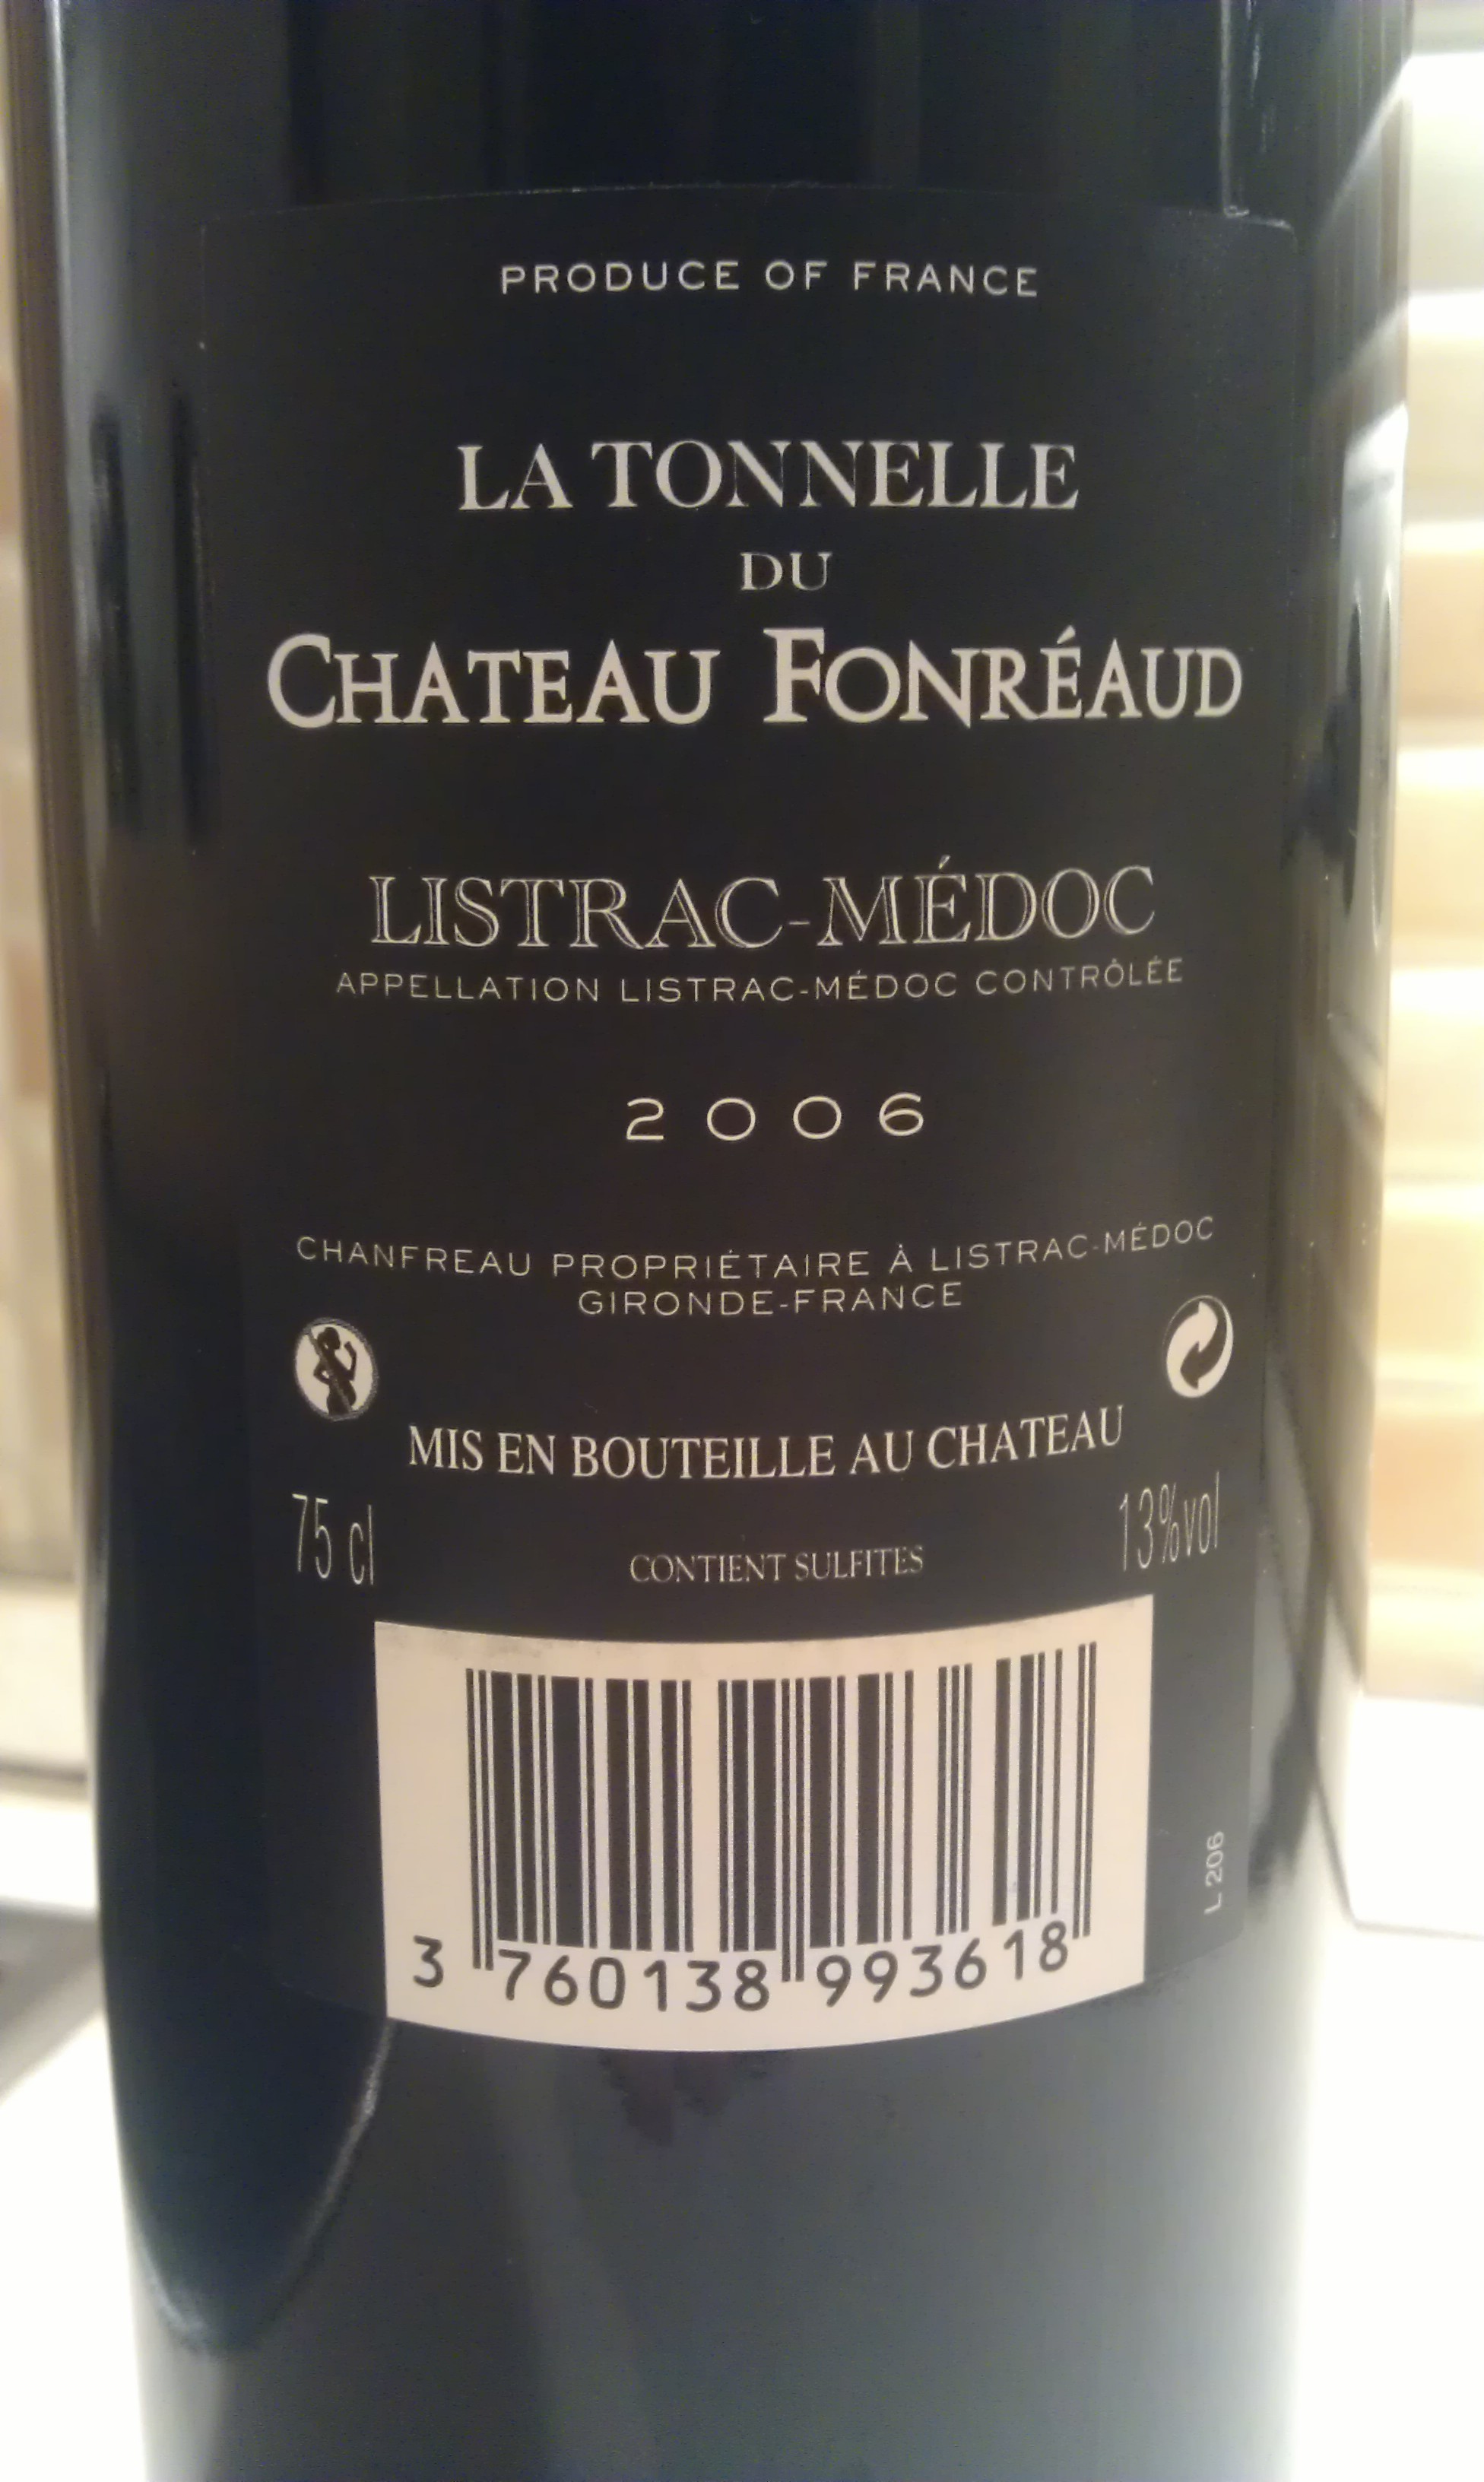 PRODUCE OF FRANCE
LA TONNELLE
DU
CHATEAU FONRÉAUD
LISTRAC-MÉDOC
APPELLATION LISTRAC-MÉDOC CONTRÔLÉE
2006
CHANFREAU PROPRIÉTAIRE À LISTRAC-MÉDOC
GIRONDE-FRANCE
MIS EN BOUTEILLE AU CHATEAU
75 cl
13%vol
CONTIENT SULFITES
L 206
3 760138 993618